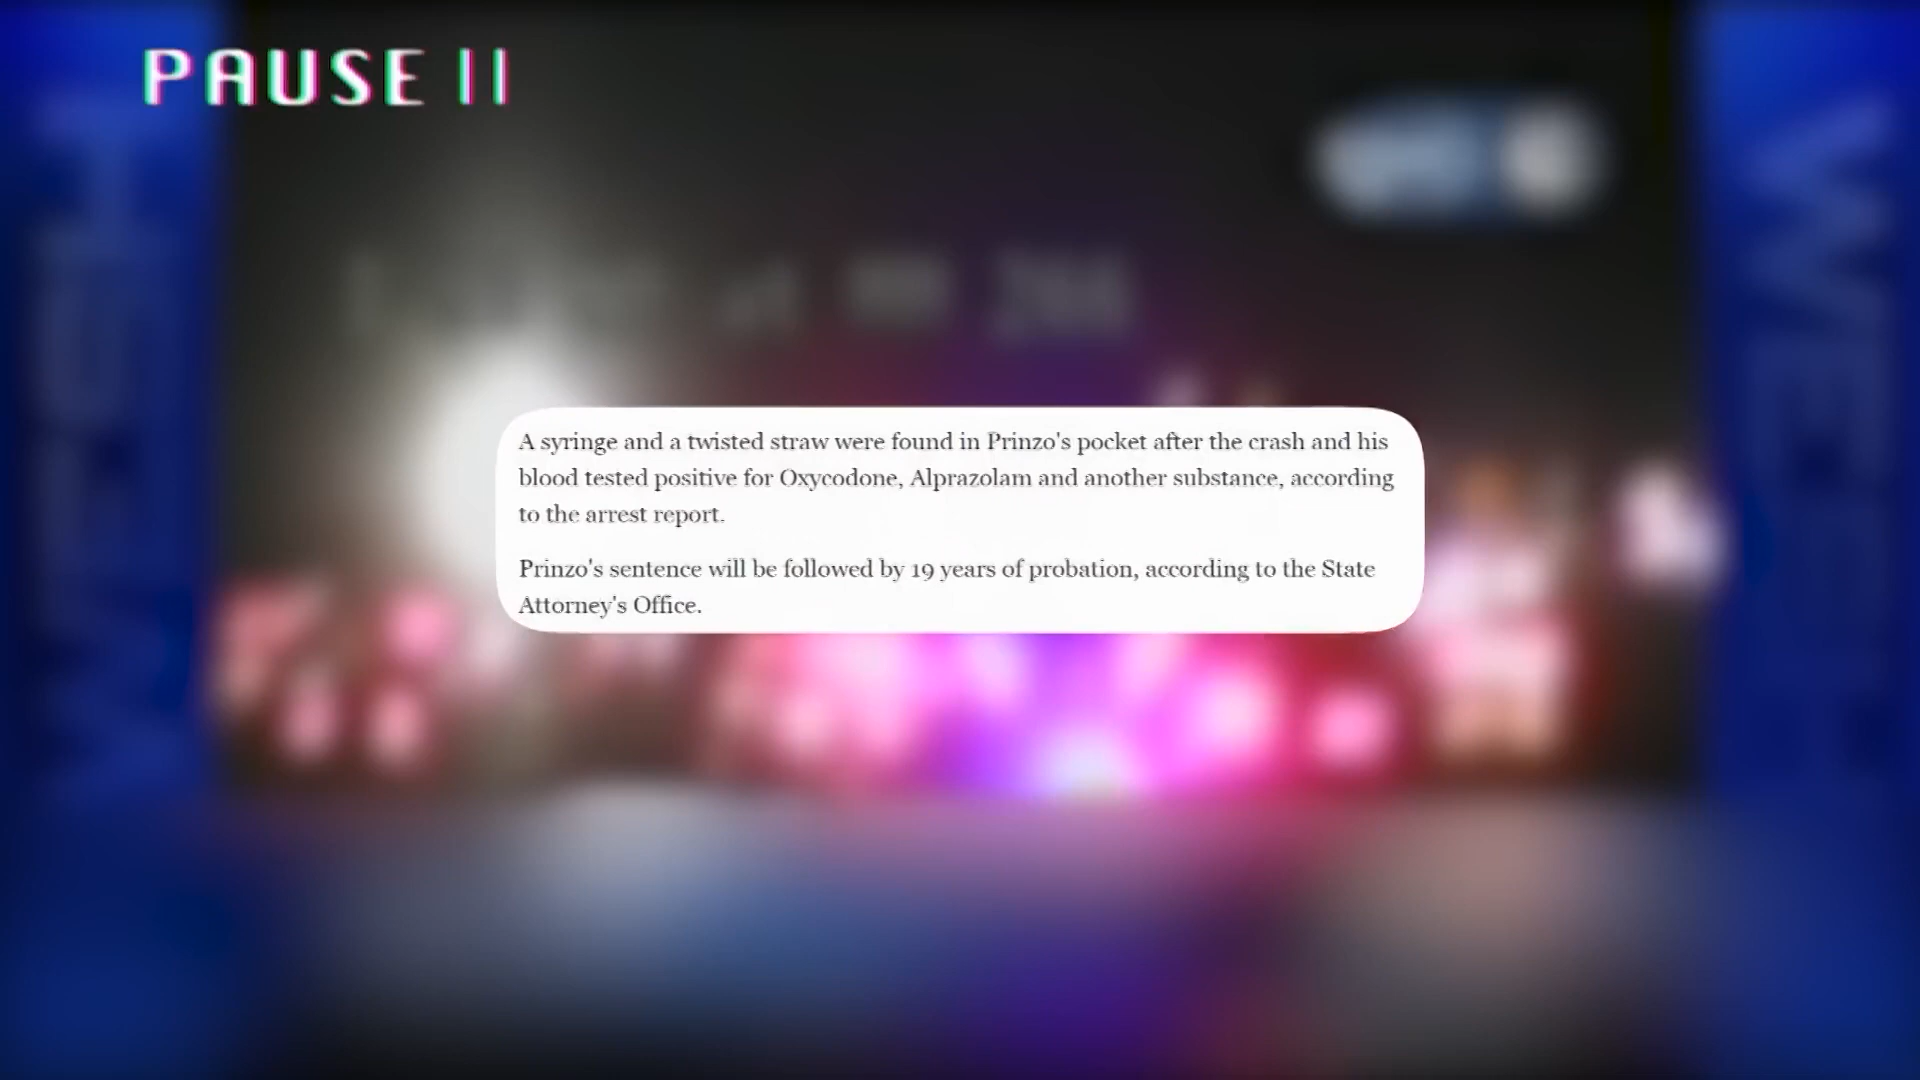 PAUSE II
A syringe and a twisted straw were found in Prinzo's pocket after the crash and his
blood tested positive for Oxycodone, Alprazolam and another substance, according
to the arrest report.
Prinzo's sentence will be followed by 19 years of probation, according to the State
Attorney's Office.